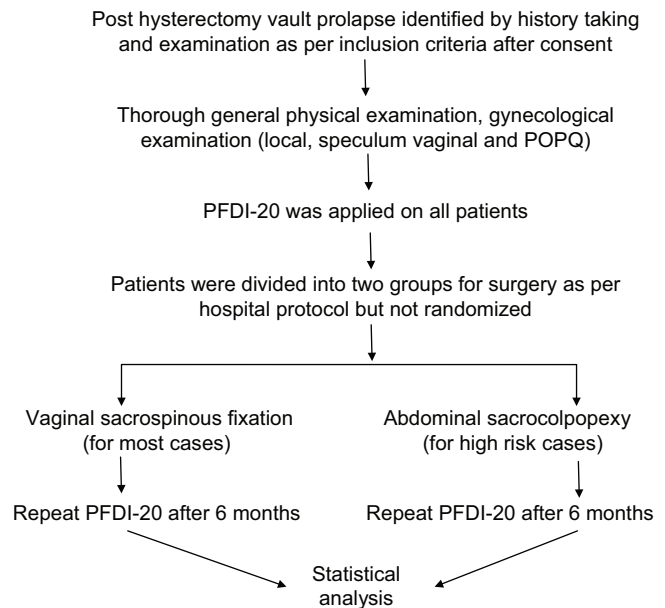 Post hysterectomy vault prolapse identified by history taking
and examination as per inclusion criteria after consent
Thorough general physical examination, gynecological
examination (local, speculum vaginal and POPQ)
PFDI-20 was applied on all patients
Patients were divided into two groups for surgery as per
hospital protocol but not randomized
Vaginal sacrospinous fixation
(for most cases)
Abdominal sacrocolpopexy
(for high risk cases)
Repeat PFDI-20 after 6 months
Repeat PFDI-20 after 6 months
Statistical
analysis